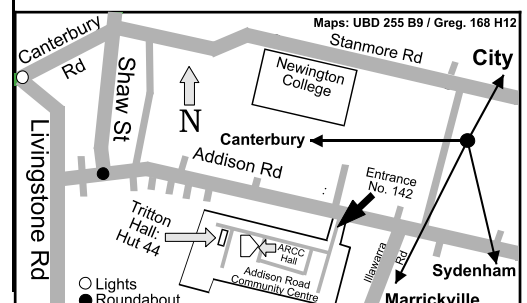 Maps: UBD 255 B9 / Greg. 168 H12
Canterbury
Rd
Stanmore Rd
City
Newington
College
Shaw St
N
Canterbury
Addison Rd
Livingstone Rd
Entrance
No. 142
Tritton
Hall:
Hut 44
ARCC
Hall
Addison Road
Community Centre
Illawarra
Rd
Sydenham
Marrickville
Lights
Roundabout